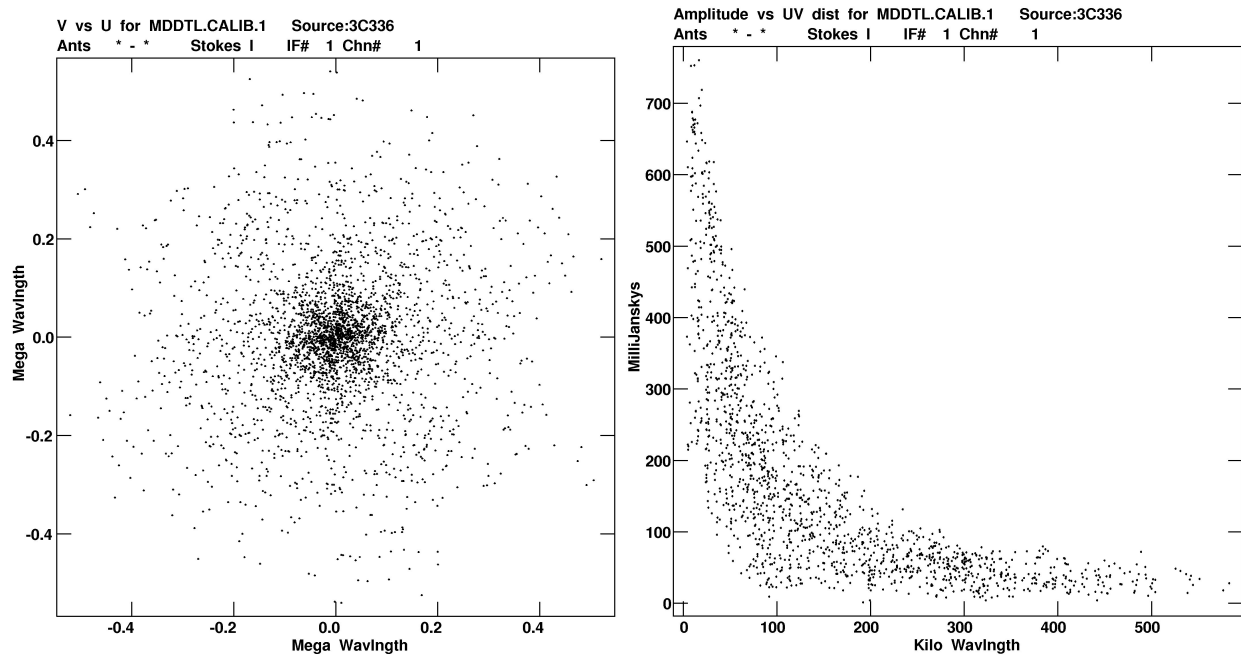 V vs U for MDDTL.CALIB.1 Source:3C336
Ants * - * Stokes I IF# 1 Chn# 1
0.4
0.2
0.0
-0.2
-0.4
Mega Wavlngth
-0.4 -0.2 0.0 0.2 0.4
Mega Wavlngth
Amplitude vs UV dist for MDDTL.CALIB.1 Source:3C336
Ants * - * Stokes I IF# 1 Chn# 1
700
600
500
400
300
200
100
0
MilliJanskys
0 100 200 300 400 500
Kilo Wavlngth